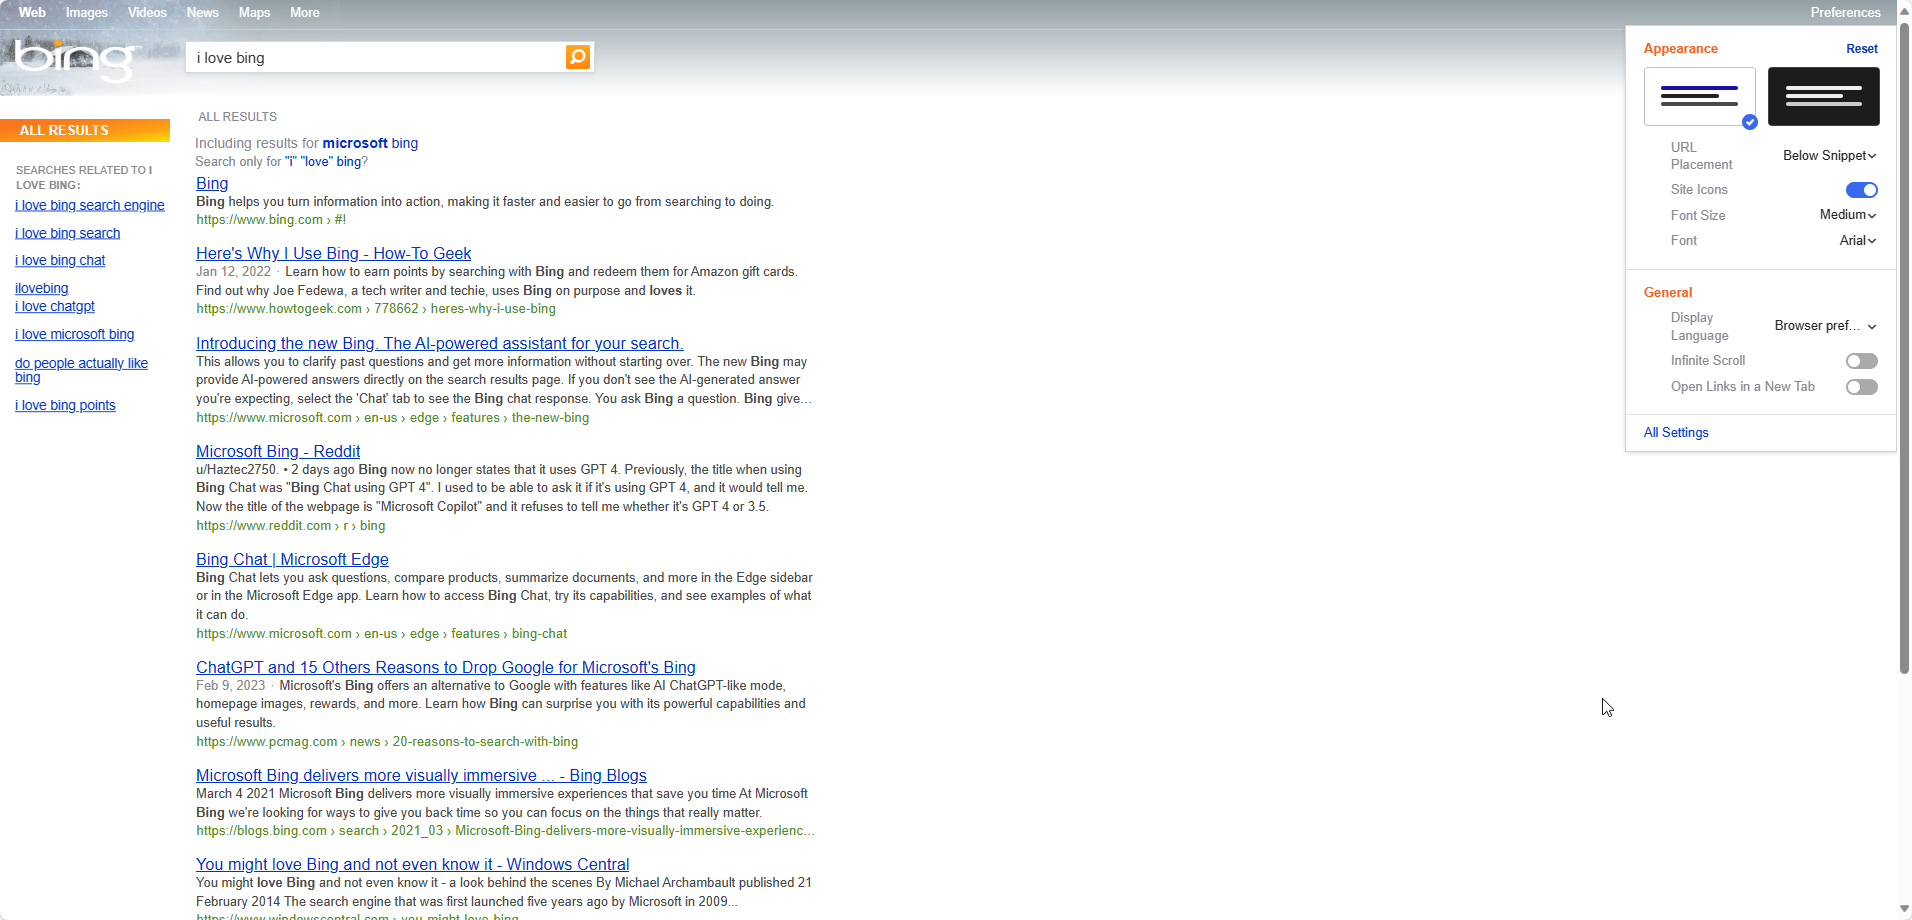 Web Images Videos News Maps More
Preferences
bing
i love bing
Appearance Reset
URL
Placement
Below Snippet
Site Icons
Font Size Medium
Font Arial
General
Display
Language
Browser pref...
Infinite Scroll
Open Links in a New Tab
All Settings
ALL RESULTS
SEARCHES RELATED TO I
LOVE BING:
i love bing search engine
i love bing search
i love bing chat
ilovebing
i love chatgpt
i love microsoft bing
do people actually like
bing
i love bing points
ALL RESULTS
Including results for microsoft bing
Search only for "i" "love" bing?
Bing
Bing helps you turn information into action, making it faster and easier to go from searching to doing.
https://www.bing.com › #!
Here's Why I Use Bing - How-To Geek
Jan 12, 2022 · Learn how to earn points by searching with Bing and redeem them for Amazon gift cards.
Find out why Joe Fedewa, a tech writer and techie, uses Bing on purpose and loves it.
https://www.howtogeek.com › 778662 › heres-why-i-use-bing
Introducing the new Bing. The AI-powered assistant for your search.
This allows you to clarify past questions and get more information without starting over. The new Bing may
provide AI-powered answers directly on the search results page. If you don't see the AI-generated answer
you're expecting, select the 'Chat' tab to see the Bing chat response. You ask Bing a question. Bing give...
https://www.microsoft.com › en-us › edge › features › the-new-bing
Microsoft Bing - Reddit
u/Haztec2750. • 2 days ago Bing now no longer states that it uses GPT 4. Previously, the title when using
Bing Chat was "Bing Chat using GPT 4". I used to be able to ask it if it's using GPT 4, and it would tell me.
Now the title of the webpage is "Microsoft Copilot" and it refuses to tell me whether it's GPT 4 or 3.5.
https://www.reddit.com › r › bing
Bing Chat | Microsoft Edge
Bing Chat lets you ask questions, compare products, summarize documents, and more in the Edge sidebar
or in the Microsoft Edge app. Learn how to access Bing Chat, try its capabilities, and see examples of what
it can do.
https://www.microsoft.com › en-us › edge › features › bing-chat
ChatGPT and 15 Others Reasons to Drop Google for Microsoft's Bing
Feb 9, 2023 · Microsoft's Bing offers an alternative to Google with features like AI ChatGPT-like mode,
homepage images, rewards, and more. Learn how Bing can surprise you with its powerful capabilities and
useful results.
https://www.pcmag.com › news › 20-reasons-to-search-with-bing
Microsoft Bing delivers more visually immersive ... - Bing Blogs
March 4 2021 Microsoft Bing delivers more visually immersive experiences that save you time At Microsoft
Bing we're looking for ways to give you back time so you can focus on the things that really matter.
https://blogs.bing.com › search › 2021_03 › Microsoft-Bing-delivers-more-visually-immersive-experienc...
You might love Bing and not even know it - Windows Central
You might love Bing and not even know it - a look behind the scenes By Michael Archambault published 21
February 2014 The search engine that was first launched five years ago by Microsoft in 2009...
https://www.windowscentral.com › you-might-love-bing